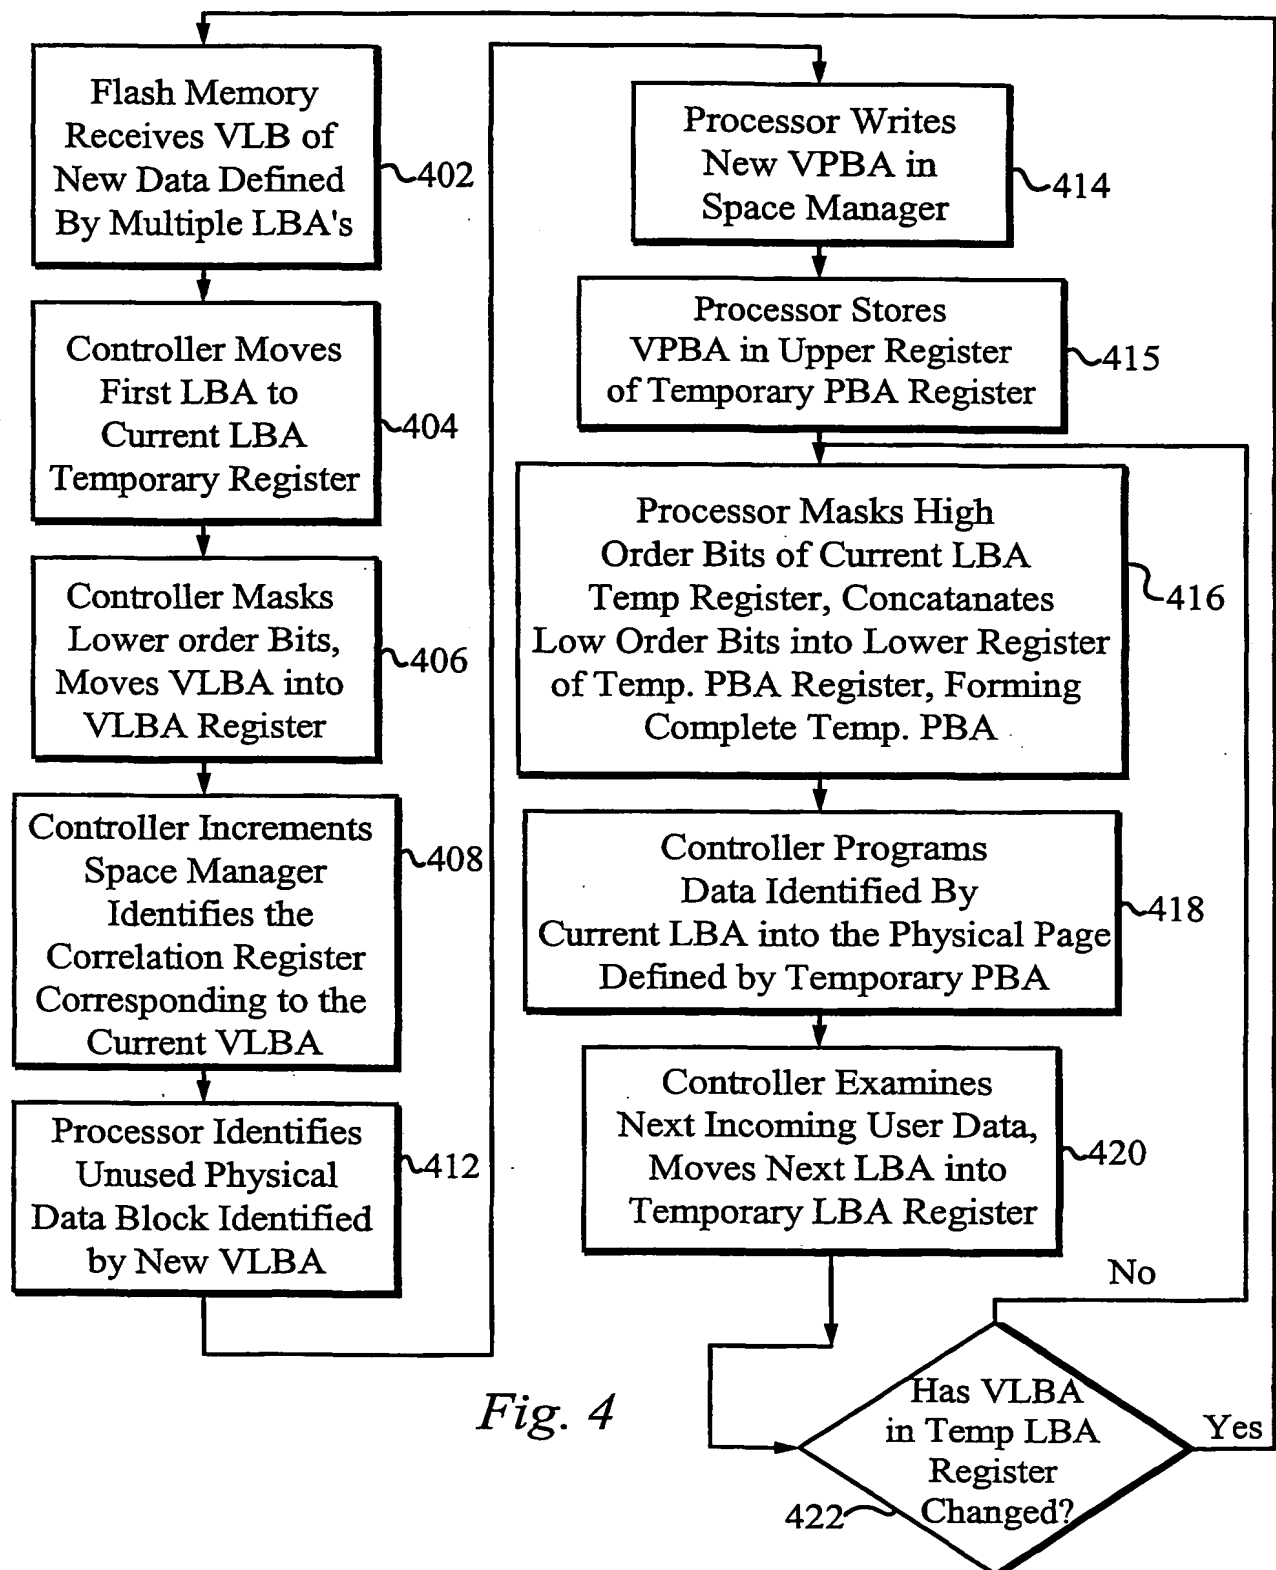 Flash Memory
Receives VLB of
New Data Defined
By Multiple LBA's
402
Controller Moves
First LBA to
Current LBA
Temporary Register
404
Controller Masks
Lower order Bits,
Moves VLBA into
VLBA Register
406
Controller Increments
Space Manager
Identifies the
Correlation Register
Corresponding to the
Current VLBA
408
Processor Identifies
Unused Physical
Data Block Identified
by New VLBA
412
Processor Writes
New VPBA in
Space Manager
414
Processor Stores
VPBA in Upper Register
of Temporary PBA Register
415
Processor Masks High
Order Bits of Current LBA
Temp Register, Concatanates
Low Order Bits into Lower Register
of Temp. PBA Register, Forming
Complete Temp. PBA
416
Controller Programs
Data Identified By
Current LBA into the Physical Page
Defined by Temporary PBA
418
Controller Examines
Next Incoming User Data,
Moves Next LBA into
Temporary LBA Register
420
No
Has VLBA
in Temp LBA
Register
Changed?
Yes
422
Fig. 4